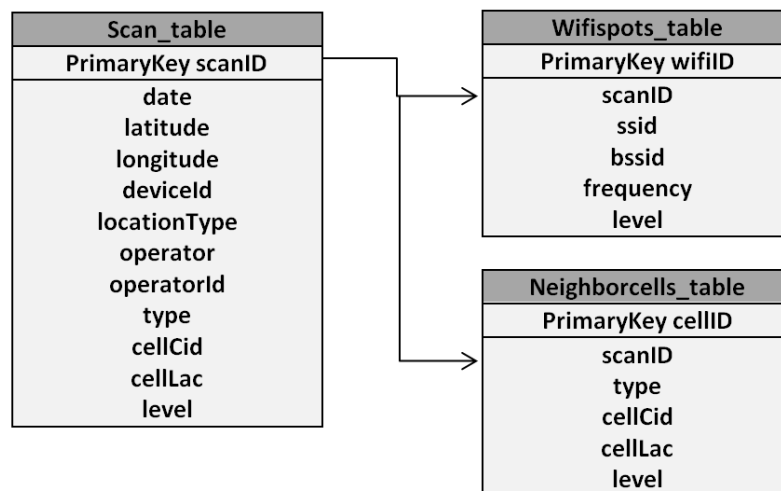 Scan_table
PrimaryKey scanID
date
latitude
longitude
deviceId
locationType
operator
operatorId
type
cellCid
cellLac
level
Wifispots_table
PrimaryKey wifiID
scanID
ssid
bssid
frequency
level
Neighborcells_table
PrimaryKey cellID
scanID
type
cellCid
cellLac
level